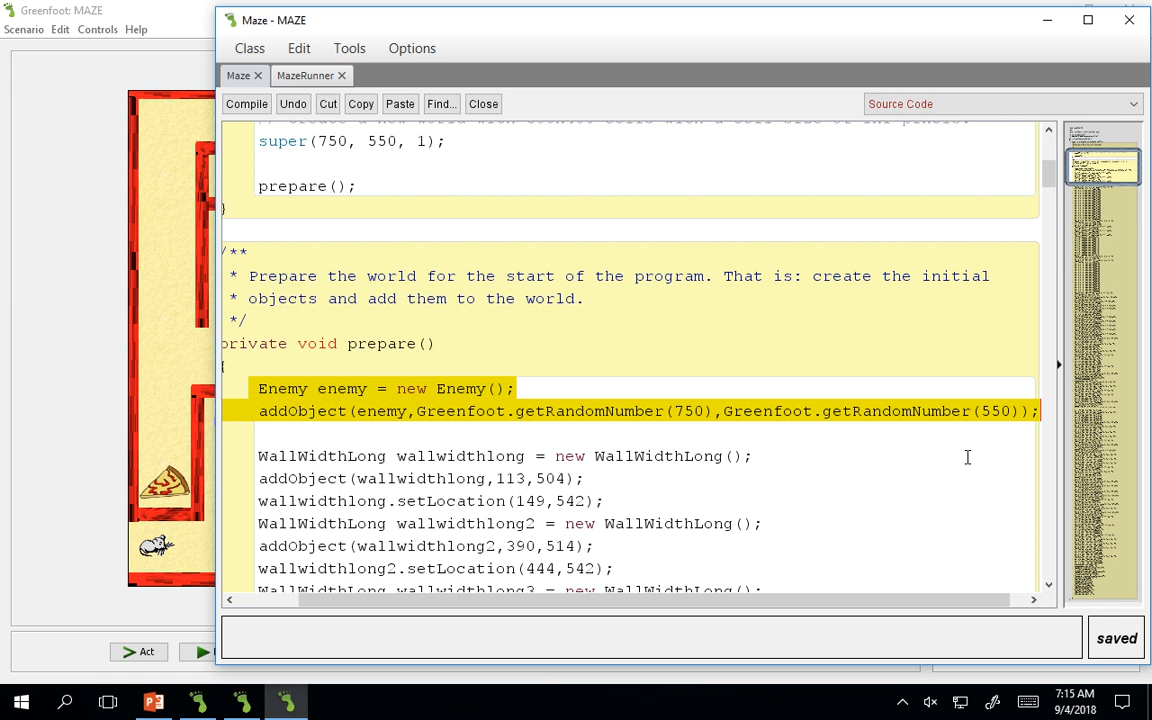 Greenfoot: MAZE
Scenario Edit Controls Help
Maze - MAZE
Class Edit Tools Options
Maze MazeRunner
Compile Undo Cut Copy Paste Find... Close Source Code
super(750, 550, 1);
prepare();
}
/**
* Prepare the world for the start of the program. That is: create the initial
* objects and add them to the world.
*/
private void prepare()
{
Enemy enemy = new Enemy();
addObject(enemy,Greenfoot.getRandomNumber(750),Greenfoot.getRandomNumber(550));
WallWidthLong wallwidthlong = new WallWidthLong();
addObject(wallwidthlong,113,504);
wallwidthlong.setLocation(149,542);
WallWidthLong wallwidthlong2 = new WallWidthLong();
addObject(wallwidthlong2,390,514);
wallwidthlong2.setLocation(444,542);
WallWidthLong wallwidthlong3 = new WallWidthLong();
saved
Act
7:15 AM
9/4/2018